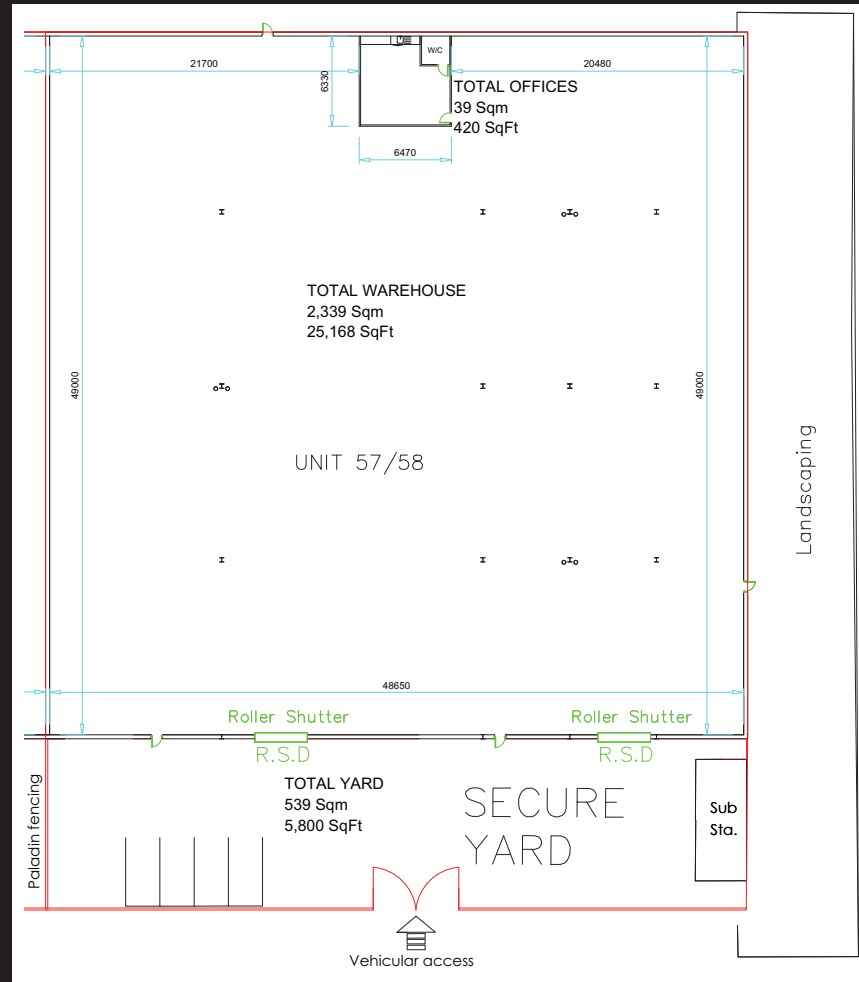 W/C
21700
20480
6330
TOTAL OFFICES
39 Sqm
420 SqFt
6470
TOTAL WAREHOUSE
2,339 Sqm
25,168 SqFt
49000
49000
UNIT 57/58
Landscaping
48650
Roller Shutter
Roller Shutter
R.S.D
R.S.D
TOTAL YARD
539 Sqm
5,800 SqFt
SECURE
YARD
Sub
Sta.
Paladin fencing
Vehicular access